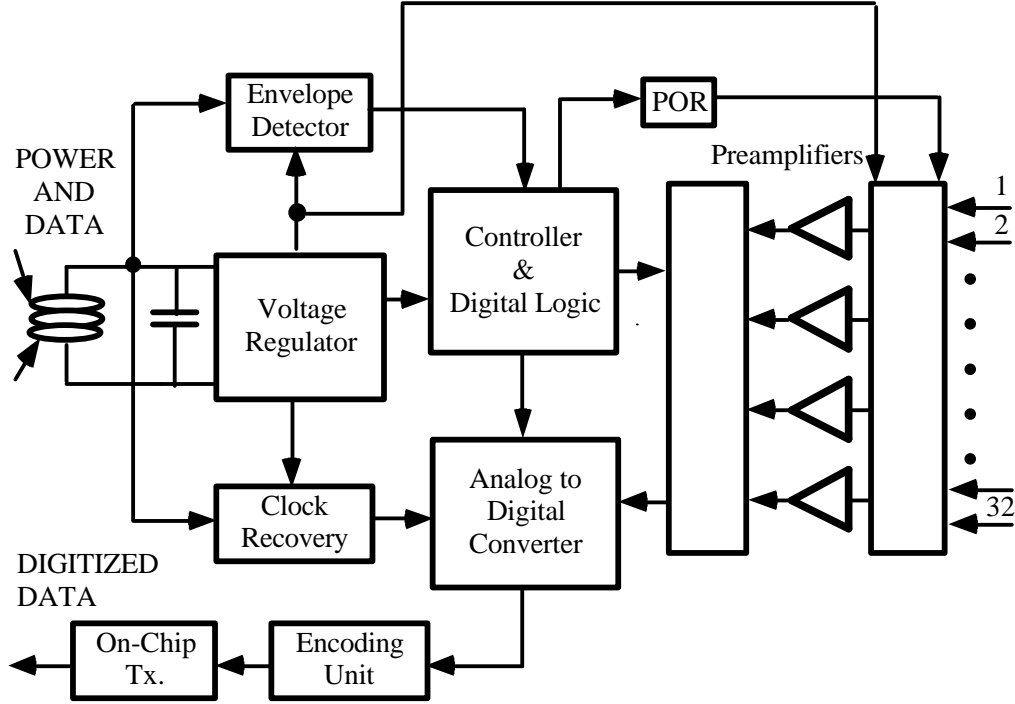 Envelope
Detector
POR
Preamplifiers
POWER
AND
DATA
1
2
Controller
&
Digital Logic
Voltage
Regulator
Clock
Recovery
Analog to
Digital
Converter
32
DIGITIZED
DATA
On-Chip
Tx.
Encoding
Unit